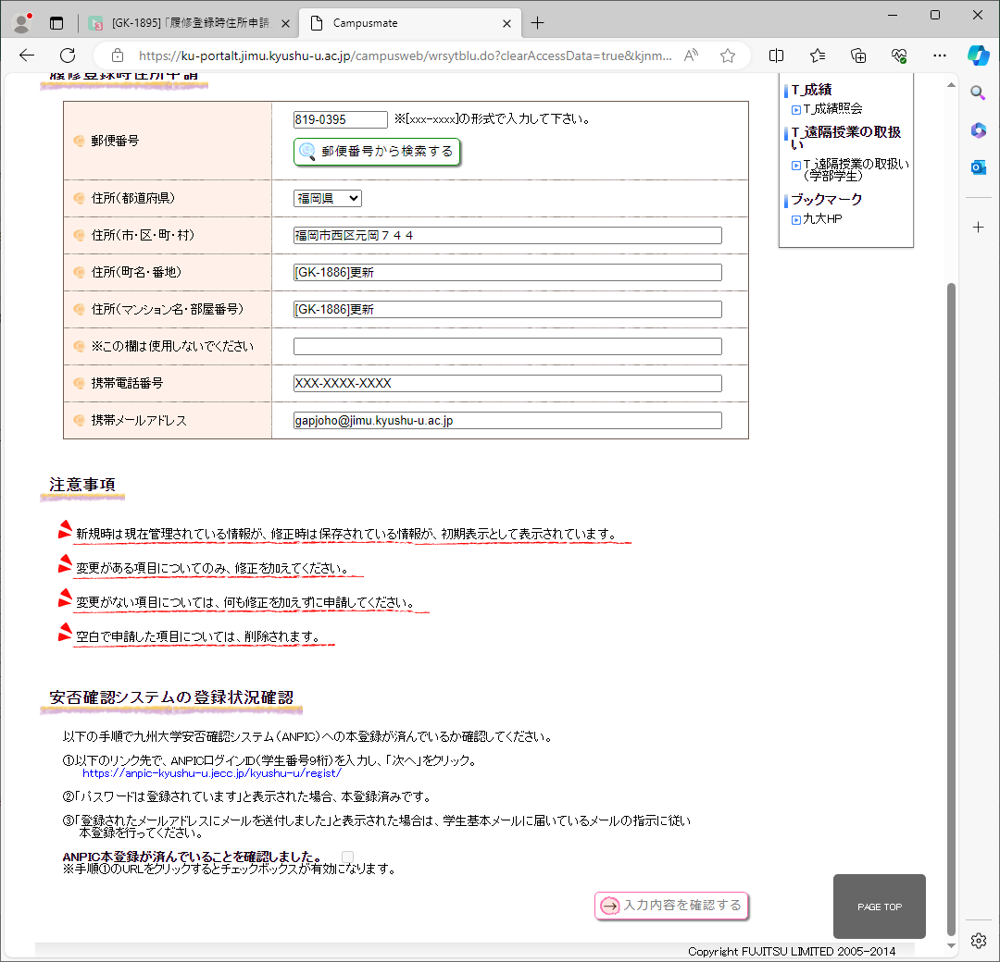 [GK-1895] 「履修登録時住所申請
Campusmate
https://ku-portalt.jimu.kyushu-u.ac.jp/campusweb/wrsytblu.do?clearAccessData=true&kjnm...
履修登録時住所申請
郵便番号
819-0395
※[xxx-xxxx]の形式で入力して下さい。
郵便番号から検索する
住所(都道府県)
福岡県
住所(市・区・町・村)
福岡市西区元岡７４４
住所(町名・番地)
[GK-1886]更新
住所(マンション名・部屋番号)
[GK-1886]更新
※この欄は使用しないでください
携帯電話番号
XXX-XXXX-XXXX
携帯メールアドレス
gapjoho@jimu.kyushu-u.ac.jp
T_成績
T_成績照会
T_遠隔授業の取扱
い
T_遠隔授業の取扱い
(学部学生)
ブックマーク
九大HP
注意事項
新規時は現在管理されている情報が、修正時は保存されている情報が、初期表示として表示されています。
変更がある項目についてのみ、修正を加えてください。
変更がない項目については、何も修正を加えずに申請してください。
空白で申請した項目については、削除されます。
安否確認システムの登録状況確認
以下の手順で九州大学安否確認システム(ANPIC)への本登録が済んでいるか確認してください。
①以下のリンク先で、ANPICログインID(学生番号9桁)を入力し、「次へ」をクリック。
https://anpic-kyushu-u.jecc.jp/kyushu-u/regist/
②「パスワードは登録されています」と表示された場合、本登録済みです。
③「登録されたメールアドレスにメールを送付しました」と表示された場合は、学生基本メールに届いているメールの指示に従い
本登録を行ってください。
ANPIC本登録が済んでいることを確認しました。
※手順①のURLをクリックするとチェックボックスが有効になります。
入力内容を確認する
PAGE TOP
Copyright FUJITSU LIMITED 2005-2014